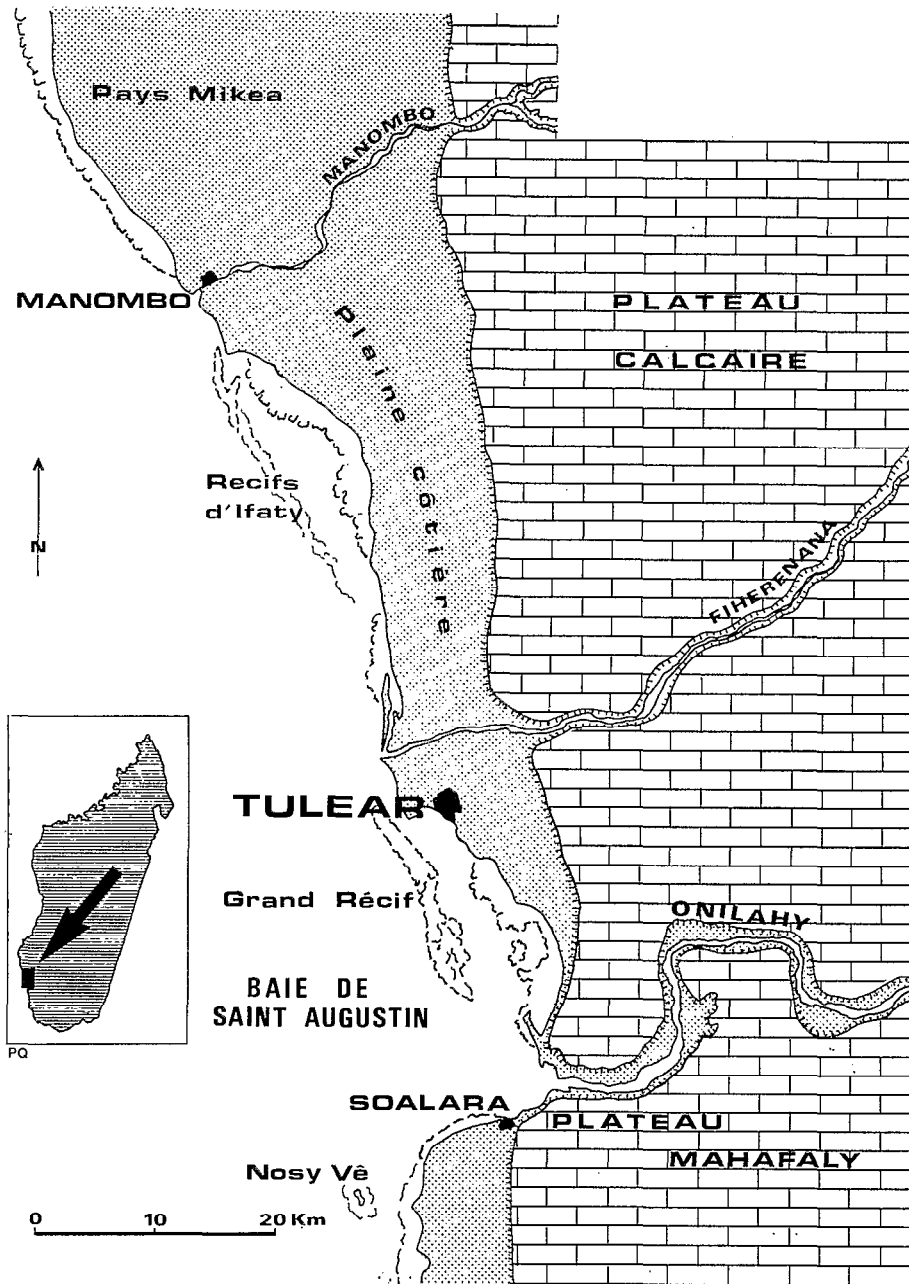 Pays Mikea
MANOMBO
MANOMBO
PLATEAU
CALCAIRE
Plaine côtière
Recifs
d'Ifaty
N
FIHERENANA
TULEAR
Grand Récif
ONILAHY
BAIE DE
SAINT AUGUSTIN
PQ
SOALARA
PLATEAU
MAHAFALY
Nosy Vê
0 10 20 Km